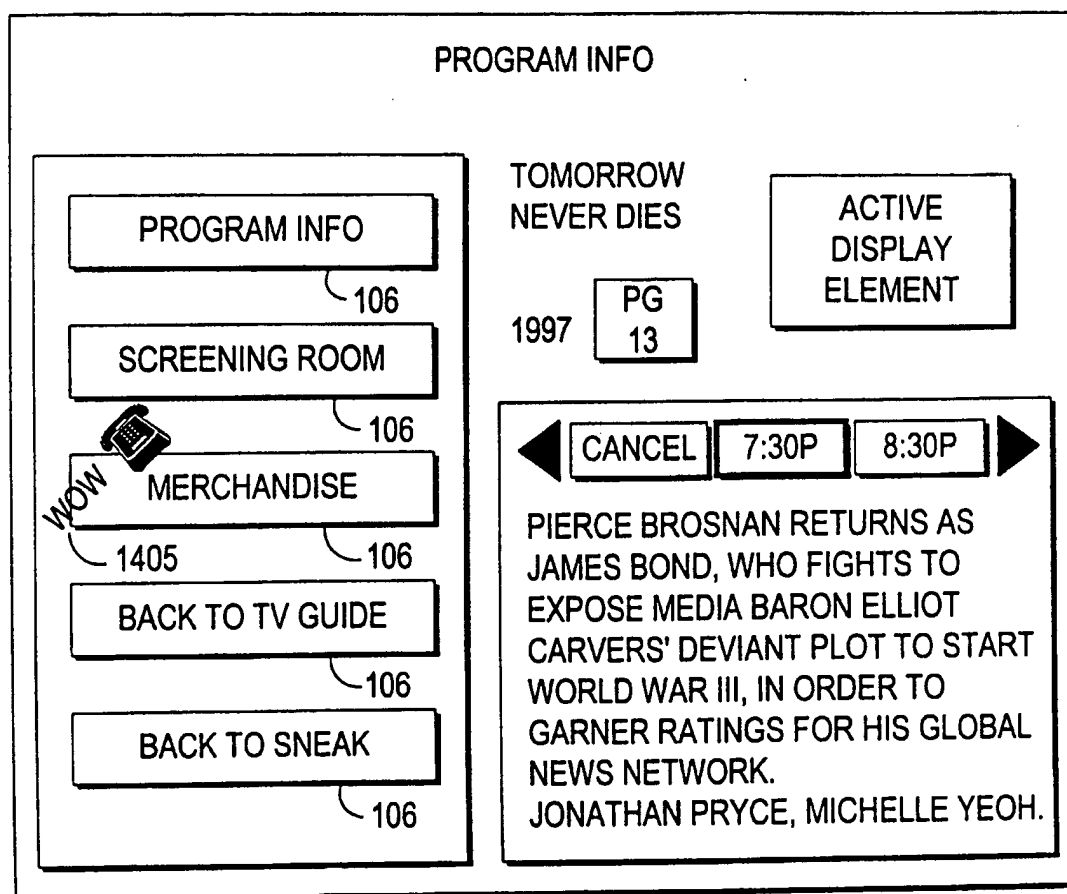 PROGRAM INFO
PROGRAM INFO
106
SCREENING ROOM
106
WOW
MERCHANDISE
1405
106
BACK TO TV GUIDE
106
BACK TO SNEAK
106
TOMORROW
NEVER DIES
1997
PG
13
ACTIVE
DISPLAY
ELEMENT
CANCEL 7:30P 8:30P
PIERCE BROSNAN RETURNS AS
JAMES BOND, WHO FIGHTS TO
EXPOSE MEDIA BARON ELLIOT
CARVERS' DEVIANT PLOT TO START
WORLD WAR III, IN ORDER TO
GARNER RATINGS FOR HIS GLOBAL
NEWS NETWORK.
JONATHAN PRYCE, MICHELLE YEOH.